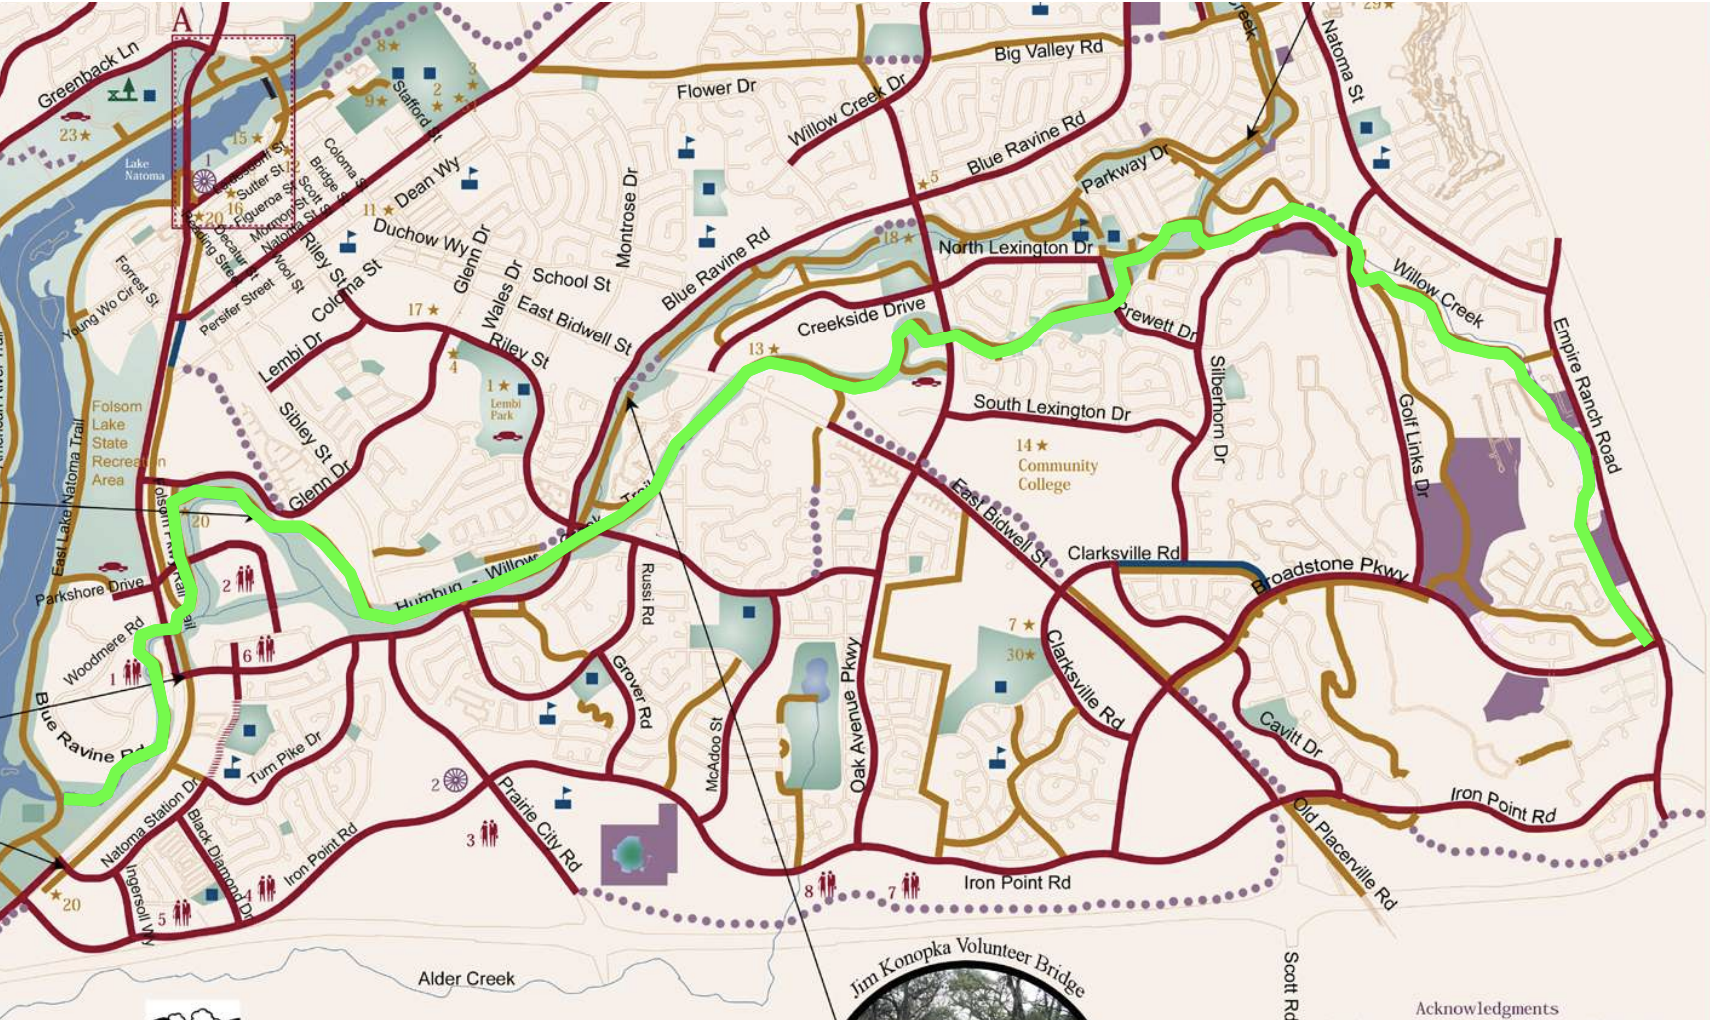 A
Greenback Ln
8
3
2
9
Stafford St
23
15
Lake
Natoma
1
Flower Dr
Big Valley Rd
Creek
Natoma St
29
Willow Creek Dr
Blue Ravine Rd
5
Parkway Dr
Coloma St
Bridge St
Scott St
Sutter St
Figueroa St
Mormon St
Natoma St
16
20
Reading Street
Decatur St
Wool St
Riley St
Dean Wy
11
Duchow Wy
Glenn Dr
Montrose Dr
School St
Wales Dr
East Bidwell St
Blue Ravine Rd
18
North Lexington Dr
Forrest St
Young Wo Cir
Persifer Street
Coloma St
17
Lembi Dr
4
Riley St
1
Lembi
Park
13
Creekside Drive
Prewett Dr
Willow Creek
Empire Ranch Road
Silberhorn Dr
Golf Links Dr
South Lexington Dr
14
Community
College
Folsom
Lake
State
Recreation
Area
East Lake Natoma Trail
Sibley St
Glenn Dr
20
Humbug - Willow
Trail
East Bidwell St
Clarksville Rd
Broadstone Pkwy
Parkshore Drive
2
Woodmere Rd
6
1
Russi Rd
7
30
Clarksville Rd
Oak Avenue Pkwy
Grover Rd
McAdoo St
Blue Ravine Rd
Turn Pike Dr
Cavitt Dr
Natoma Station Dr
Black Diamond Dr
2
Prairie City Rd
3
Iron Point Rd
Iron Point Rd
Old Placerville Rd
20
Ingersoll Wy
4
5
8
7
Iron Point Rd
Alder Creek
Jim Konopka Volunteer Bridge
Scott Rd
Acknowledgments